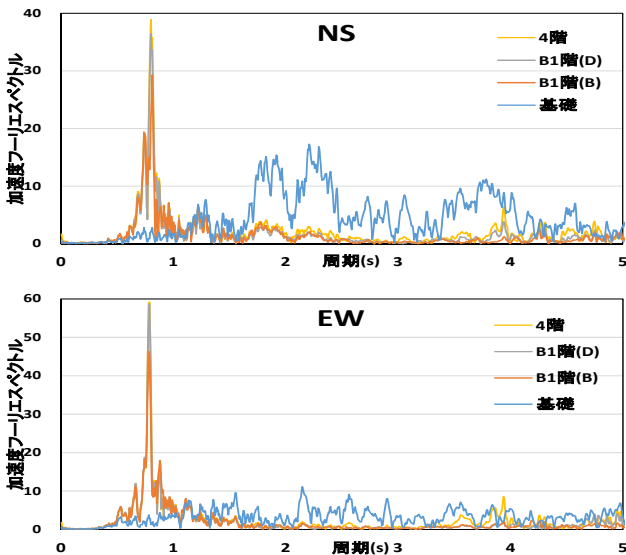 NS
加速度フーリエスペクトル
40
30
20
10
0
4階
B1階(D)
B1階(B)
基礎
0 1 2 3 4 5
周期(s)
EW
加速度フーリエスペクトル
60
50
40
30
20
10
0
4階
B1階(D)
B1階(B)
基礎
0 1 2 3 4 5
周期(s)